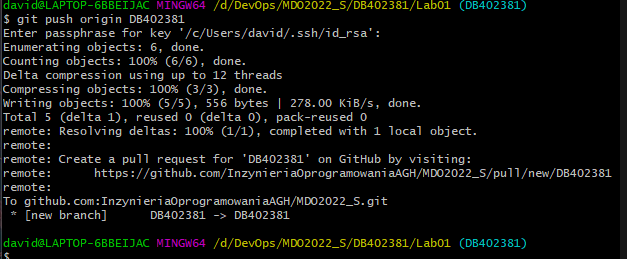 david@LAPTOP-6BBEIJAC MINGW64 /d/DevOps/MDO2022_S/DB402381/Lab01 (DB402381)
$ git push origin DB402381
Enter passphrase for key '/c/Users/david/.ssh/id_rsa':
Enumerating objects: 6, done.
Counting objects: 100% (6/6), done.
Delta compression using up to 12 threads
Compressing objects: 100% (3/3), done.
Writing objects: 100% (5/5), 556 bytes | 278.00 KiB/s, done.
Total 5 (delta 1), reused 0 (delta 0), pack-reused 0
remote: Resolving deltas: 100% (1/1), completed with 1 local object.
remote:
remote: Create a pull request for 'DB402381' on GitHub by visiting:
remote:      https://github.com/InzynieriaOprogramowaniaAGH/MDO2022_S/pull/new/DB402381
remote:
To github.com:InzynieriaOprogramowaniaAGH/MDO2022_S.git
 * [new branch]      DB402381 -> DB402381
david@LAPTOP-6BBEIJAC MINGW64 /d/DevOps/MDO2022_S/DB402381/Lab01 (DB402381)
$